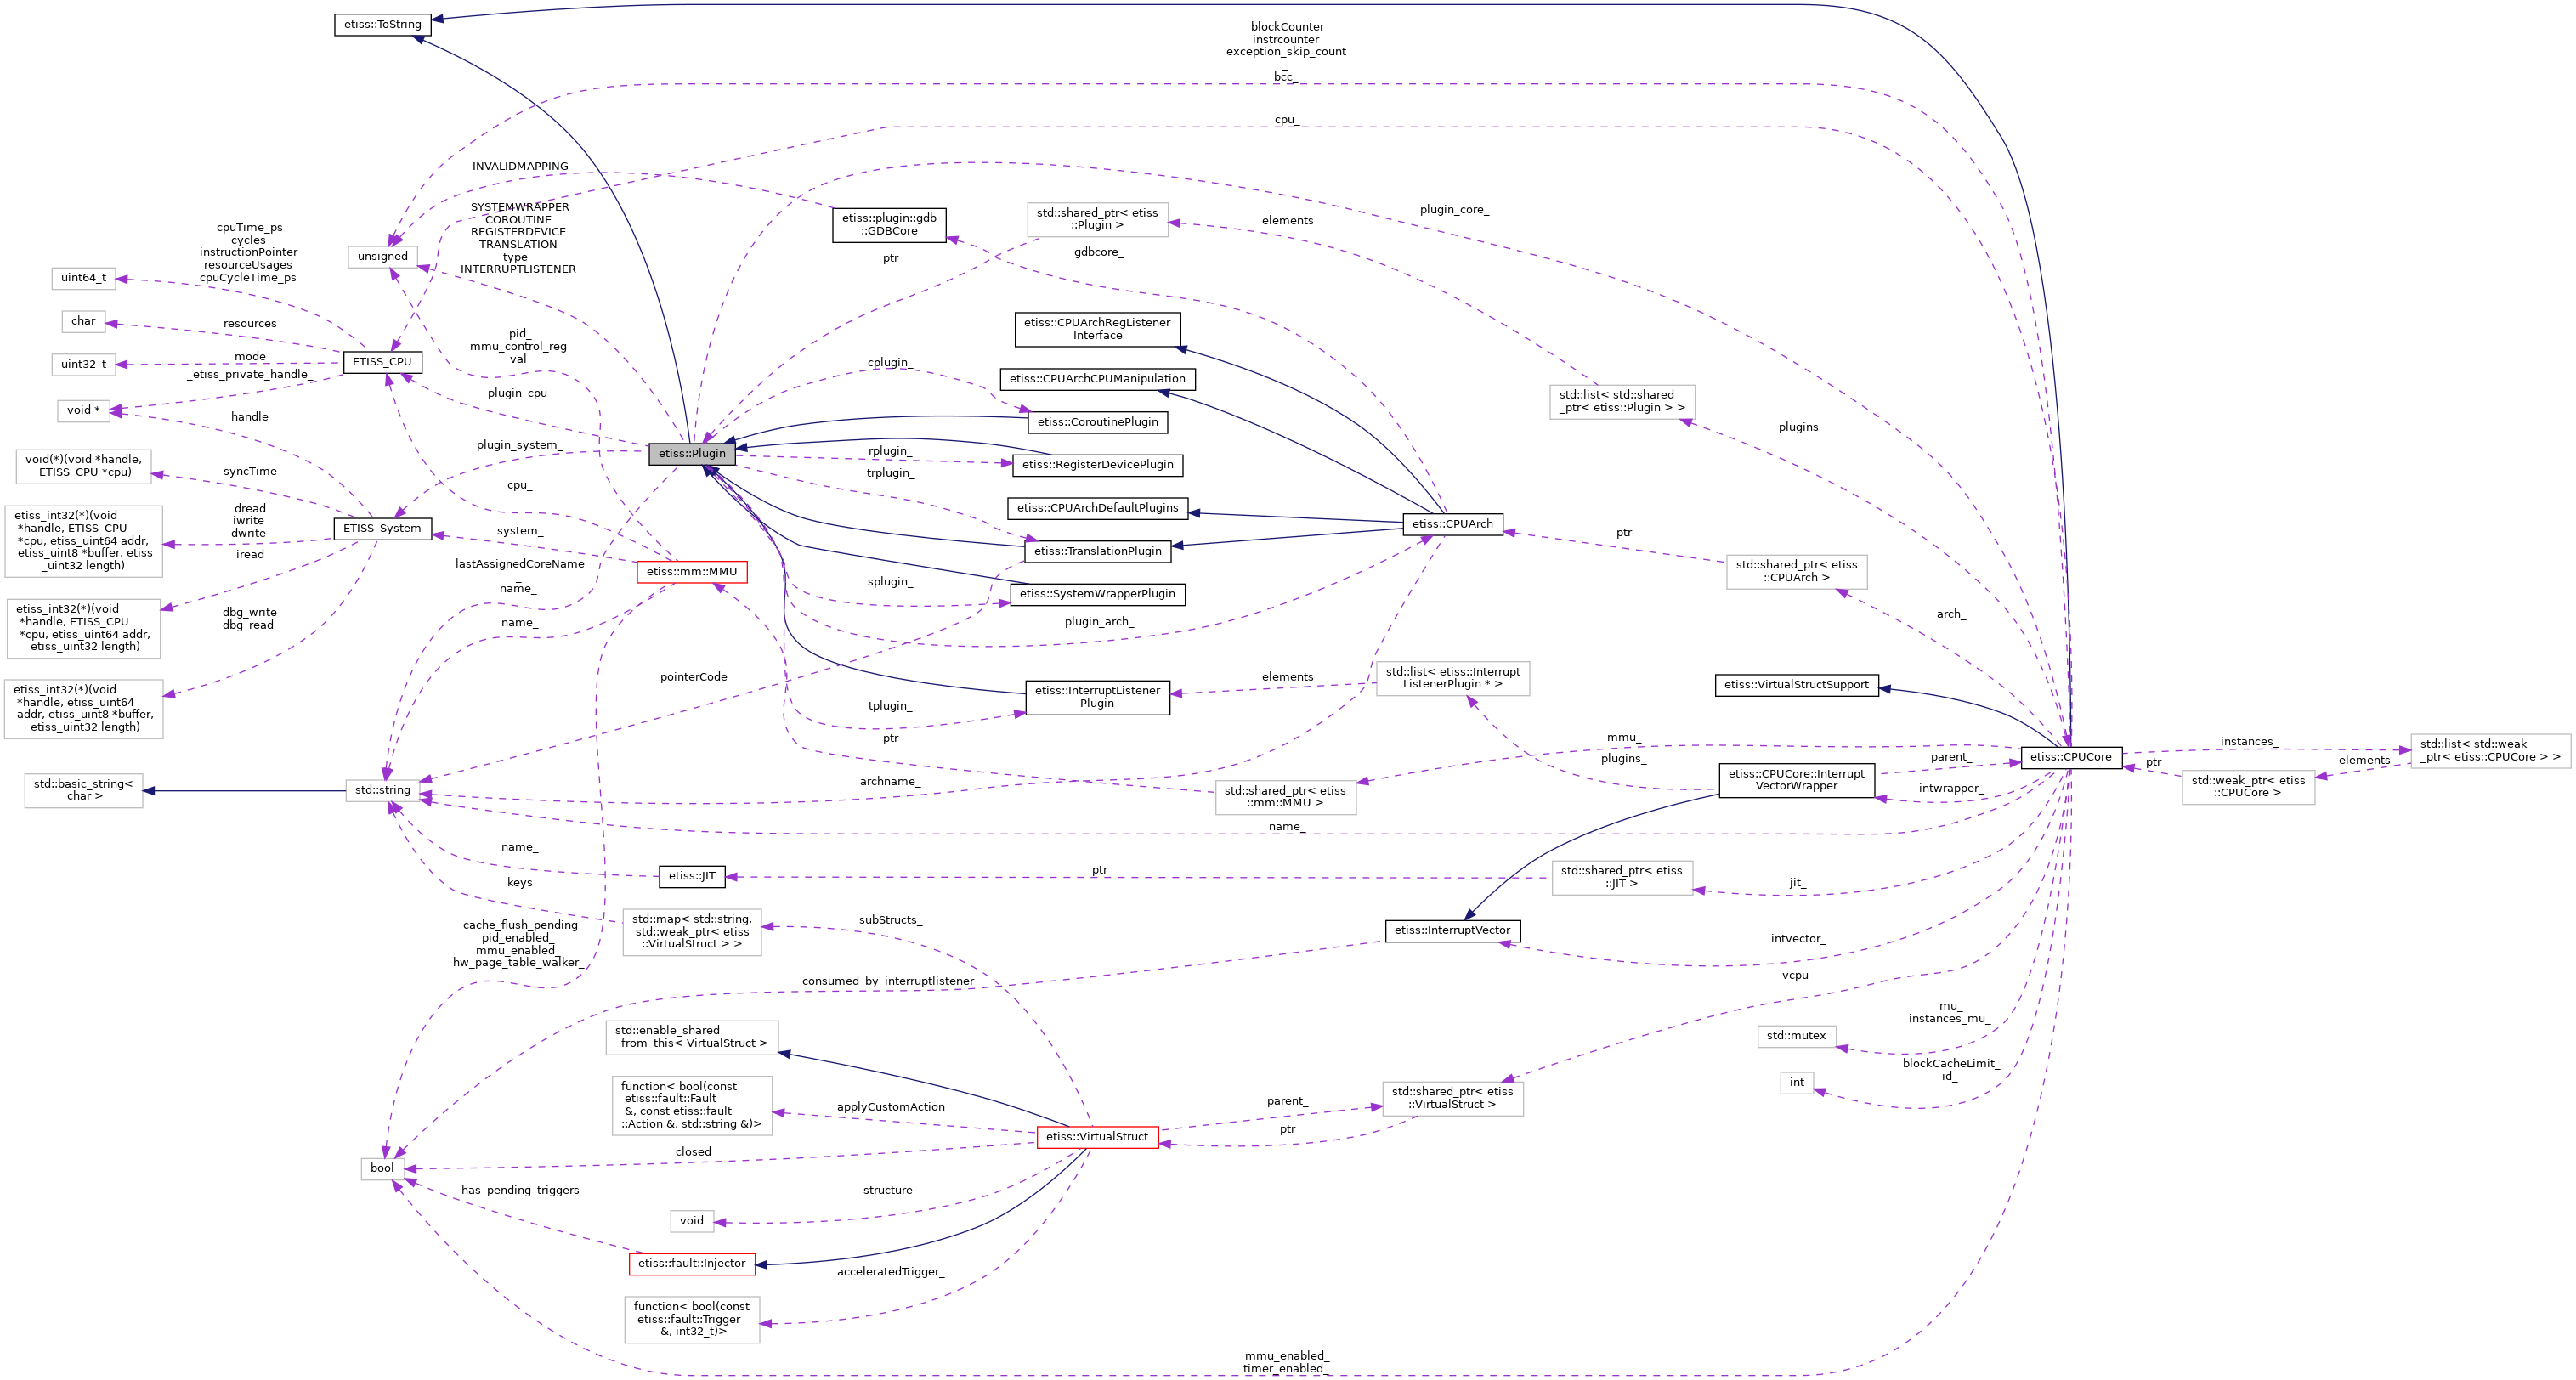 etiss::ToString
blockCounter
instrcounter
exception_skip_count
_
bcc_
cpu_
INVALIDMAPPING
SYSTEMWRAPPER
COROUTINE
REGISTERDEVICE
TRANSLATION
type_
INTERRUPTLISTENER
cpuTime_ps
cycles
instructionPointer
resourceUsages
cpuCycleTime_ps
unsigned
etiss::plugin::gdb
::GDBCore
std::shared_ptr< etiss
::Plugin >
elements
plugin_core_
ptr
gdbcore_
uint64_t
char
resources
uint32_t
mode
ETISS_CPU
_etiss_private_handle_
void *
handle
pid_
mmu_control_reg
_val_
cplugin_
plugin_cpu_
etiss::CPUArchRegListener
Interface
etiss::CPUArchCPUManipulation
etiss::CoroutinePlugin
std::list< std::shared
_ptr< etiss::Plugin > >
plugins
void(*)(void *handle,
ETISS_CPU *cpu)
syncTime
plugin_system_
etiss::Plugin
rplugin_
trplugin_
etiss::RegisterDevicePlugin
etiss::CPUArchDefaultPlugins
etiss::CPUArch
etiss_int32(*)(void
*handle, ETISS_CPU
*cpu, etiss_uint64 addr,
etiss_uint8 *buffer, etiss
_uint32 length)
dread
iwrite
dwrite
iread
ETISS_System
cpu_
system_
etiss::mm::MMU
etiss::TranslationPlugin
ptr
std::shared_ptr< etiss
::CPUArch >
lastAssignedCoreName
_
name_
splugin_
etiss::SystemWrapperPlugin
etiss_int32(*)(void
*handle, ETISS_CPU
*cpu, etiss_uint64 addr,
etiss_uint32 length)
dbg_write
dbg_read
name_
plugin_arch_
arch_
etiss_int32(*)(void
*handle, etiss_uint64
addr, etiss_uint8 *buffer,
etiss_uint32 length)
pointerCode
tplugin_
etiss::InterruptListener
Plugin
elements
std::list< etiss::Interrupt
ListenerPlugin * >
etiss::VirtualStructSupport
ptr
mmu_
plugins_
etiss::CPUCore::Interrupt
VectorWrapper
parent_
intwrapper_
etiss::CPUCore
instances_
ptr
std::weak_ptr< etiss
::CPUCore >
elements
std::list< std::weak
_ptr< etiss::CPUCore > >
std::basic_string<
char >
std::string
archname_
std::shared_ptr< etiss
::mm::MMU >
name_
name_
etiss::JIT
ptr
std::shared_ptr< etiss
::JIT >
jit_
keys
std::map< std::string,
std::weak_ptr< etiss
::VirtualStruct > >
subStructs_
etiss::InterruptVector
intvector_
cache_flush_pending
pid_enabled_
mmu_enabled_
hw_page_table_walker_
consumed_by_interruptlistener_
vcpu_
std::enable_shared
_from_this< VirtualStruct >
mu_
instances_mu_
std::mutex
function< bool(const
etiss::fault::Fault
&, const etiss::fault
::Action &, std::string &)>
applyCustomAction
blockCacheLimit_
id_
int
parent_
std::shared_ptr< etiss
::VirtualStruct >
ptr
etiss::VirtualStruct
closed
bool
has_pending_triggers
structure_
void
etiss::fault::Injector
acceleratedTrigger_
function< bool(const
etiss::fault::Trigger
&, int32_t)>
mmu_enabled_
timer_enabled_